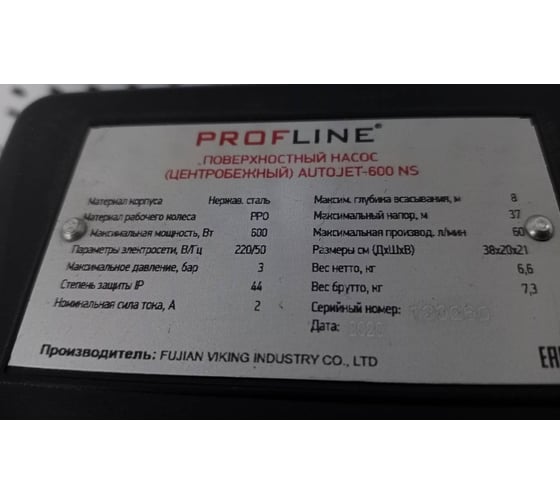 PROFLINE®
ПОВЕРХНОСТНЫЙ НАСОС
(ЦЕНТРОБЕЖНЫЙ) AUTOJET-600 NS
Материал корпуса Нержав. сталь
Материал рабочего колеса PPO
Максимальная мощность, Вт 600
Параметры электросети, В/Гц 220/50
Максимальное давление, бар 3
Степень защиты IP 44
Номинальная сила тока, А 2
Максим. глубина всасывания, м 8
Максимальный напор, м 37
Максимальная производ. л/мин 60
Размеры см (ДхШхВ) 38х20х21
Вес нетто, кг 6,6
Вес брутто, кг 7,3
Серийный номер:
Дата: 2020
Производитель: FUJIAN VIKING INDUSTRY CO., LTD